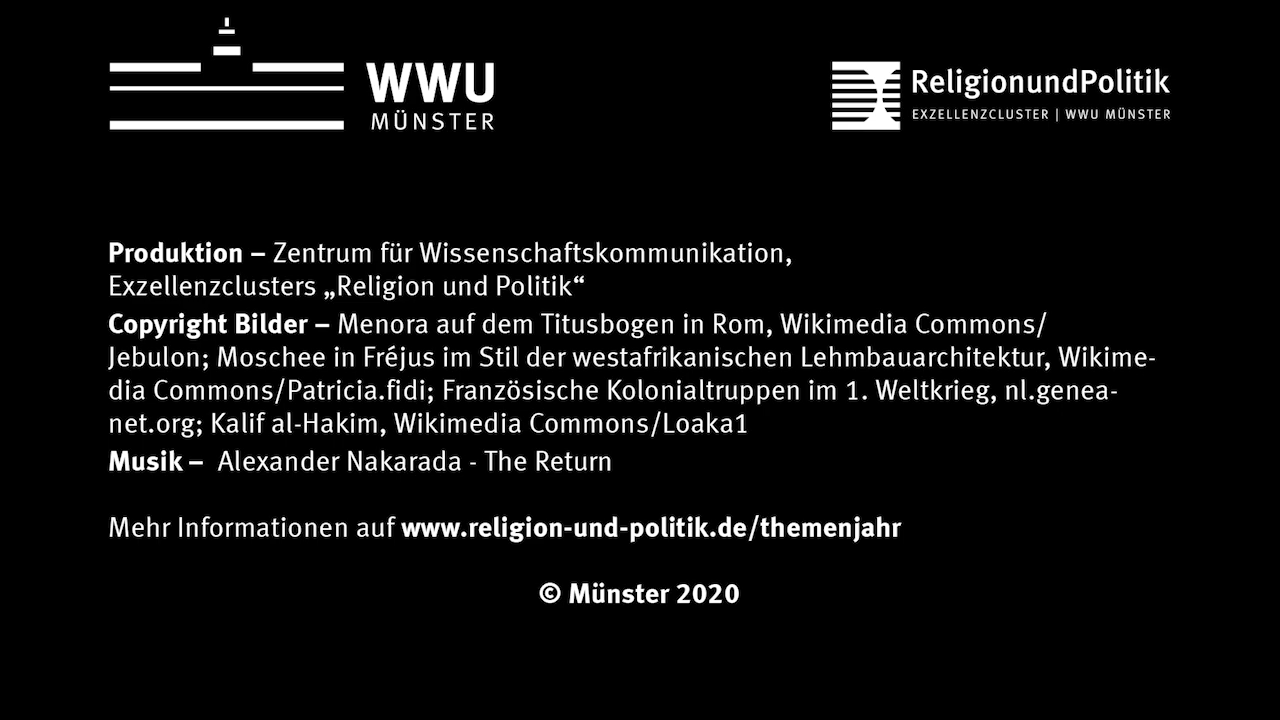 WWU
MÜNSTER
ReligionundPolitik
EXZELLENZCLUSTER | WWU MÜNSTER
Produktion – Zentrum für Wissenschaftskommunikation,
Exzellenzclusters „Religion und Politik“
Copyright Bilder – Menora auf dem Titusbogen in Rom, Wikimedia Commons/
Jebulon; Moschee in Fréjus im Stil der westafrikanischen Lehmbauarchitektur, Wikime-
dia Commons/Patricia.fidi; Französische Kolonialtruppen im 1. Weltkrieg, nl.genea-
net.org; Kalif al-Hakim, Wikimedia Commons/Loaka1
Musik – Alexander Nakarada - The Return
Mehr Informationen auf www.religion-und-politik.de/themenjahr
© Münster 2020